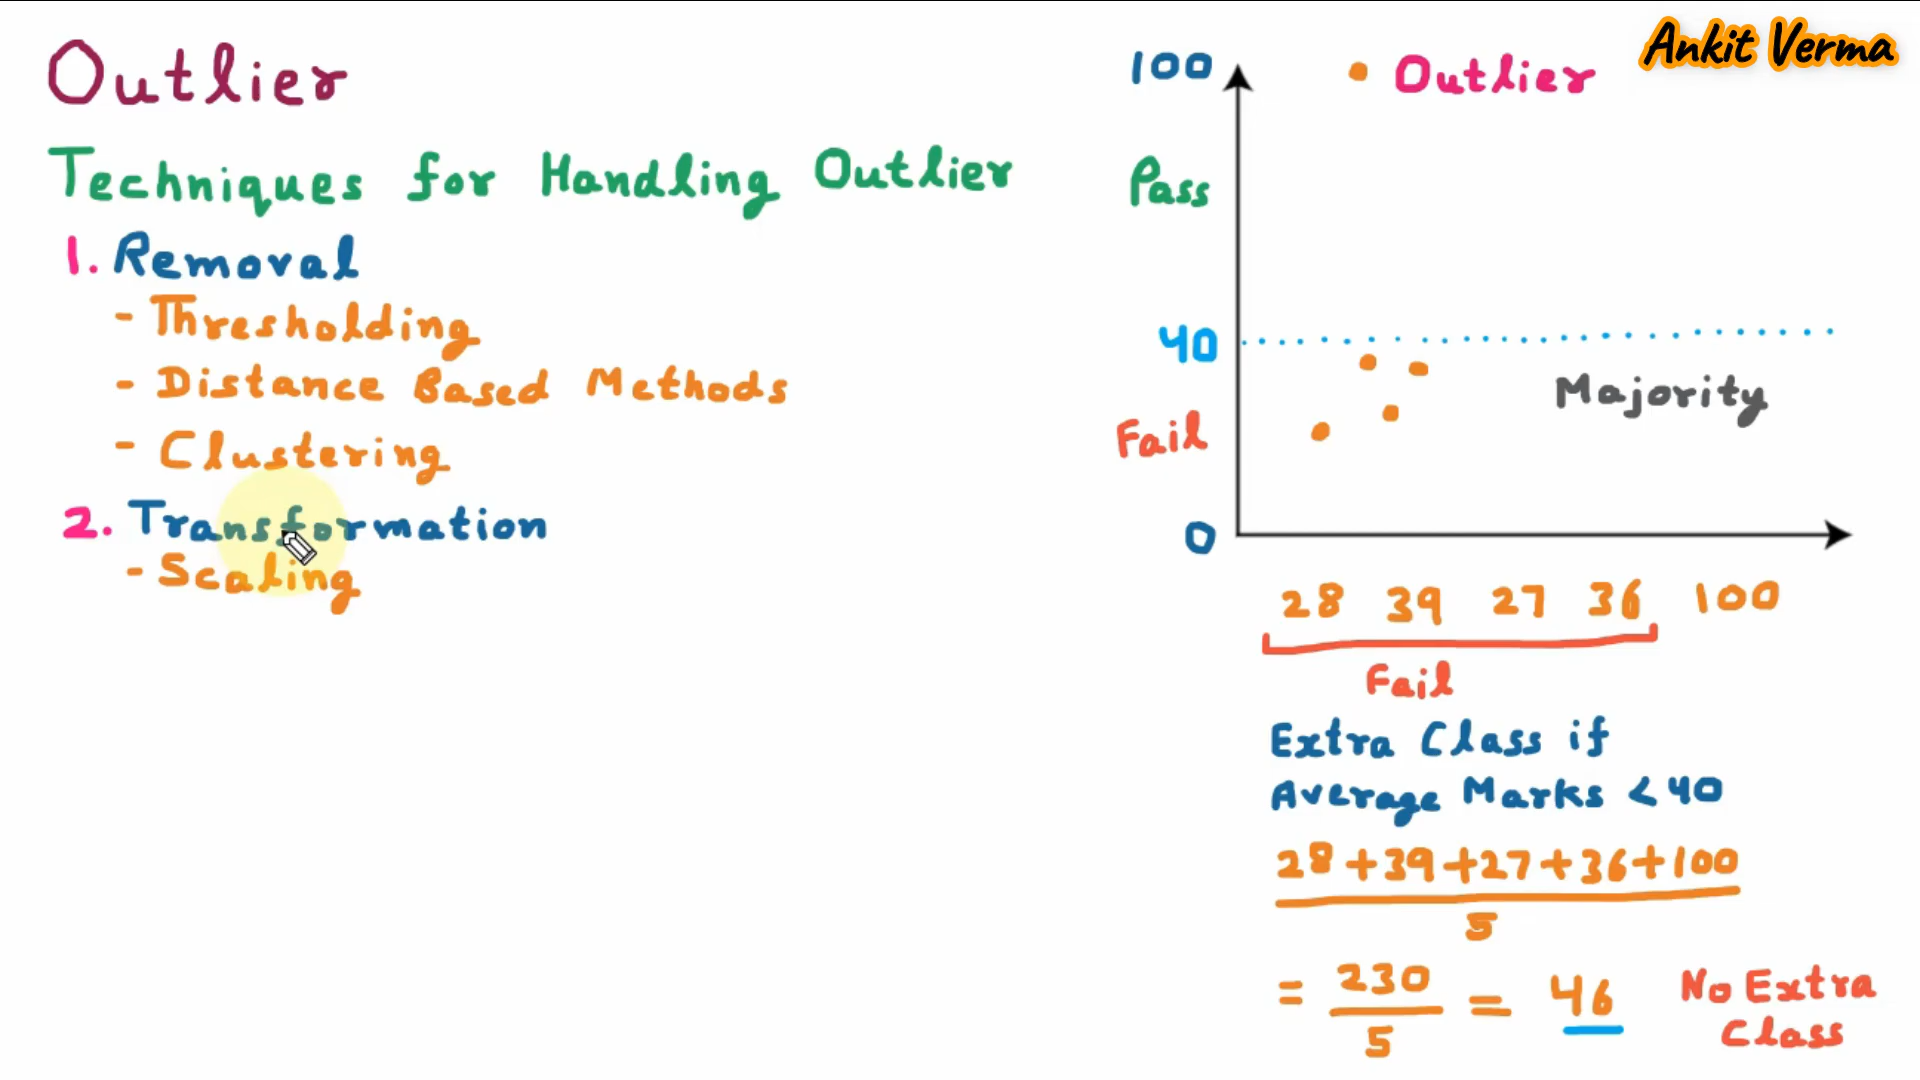 Outlier
Techniques for Handling Outlier
1. Removal
- Thresholding
- Distance Based Methods
- Clustering
2. Transformation
- Scaling
Ankit Verma
100
Outlier
Pass
40
Majority
Fail
0
28 39 27 36 100
Fail
Extra Class if
Average Marks < 40
28+39+27+36+100
5
= 230 = 46
5
No Extra
Class